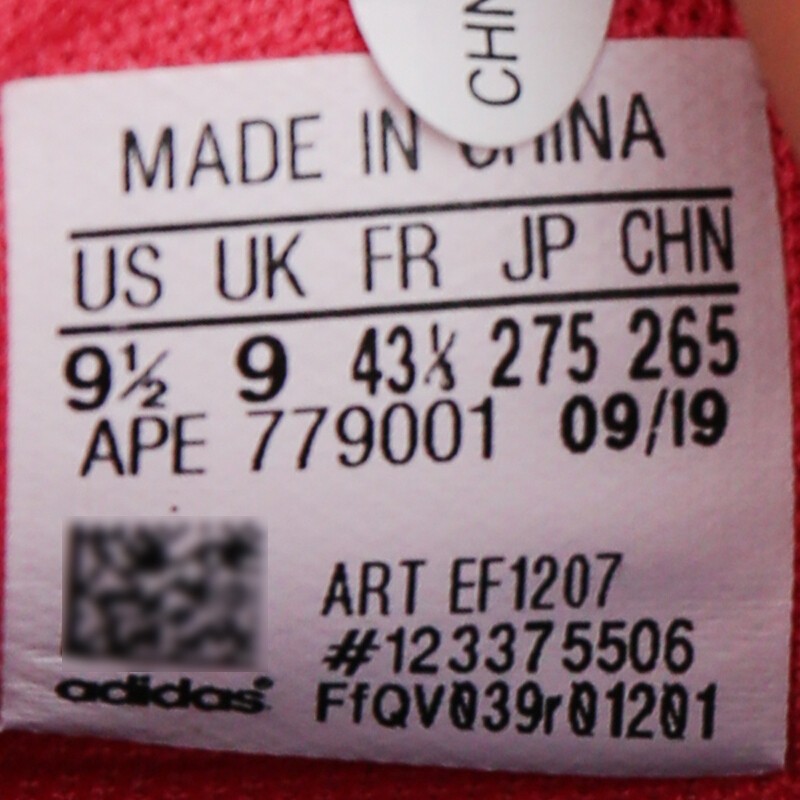 CHN
MADE IN CHINA
US UK FR JP CHN
9½ 9 43⅓ 275 265
APE 779001 09/19
ART EF1207
#123375506
adidas®
FfQV039r01201